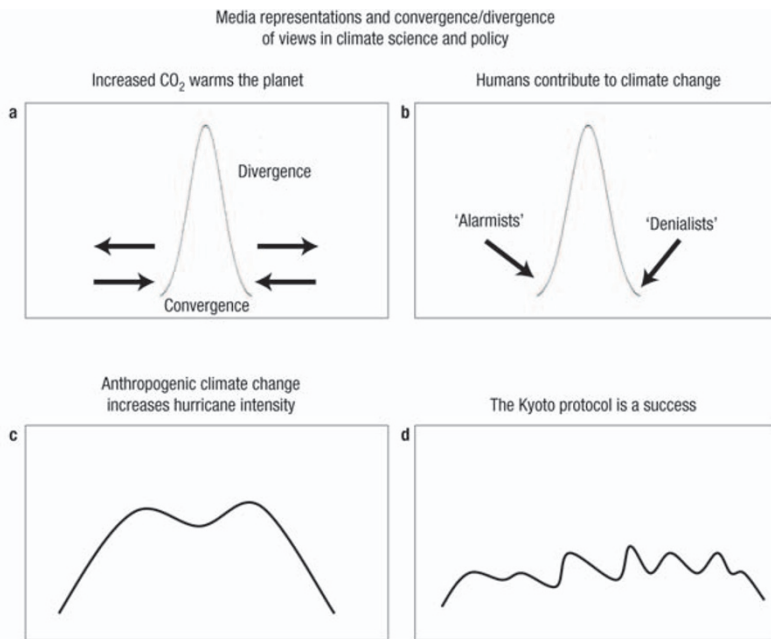 Media representations and convergence/divergence
of views in climate science and policy
Increased CO₂ warms the planet
a
Divergence
Convergence
Humans contribute to climate change
b
'Alarmists'
'Denialists'
Anthropogenic climate change
increases hurricane intensity
c
The Kyoto protocol is a success
d